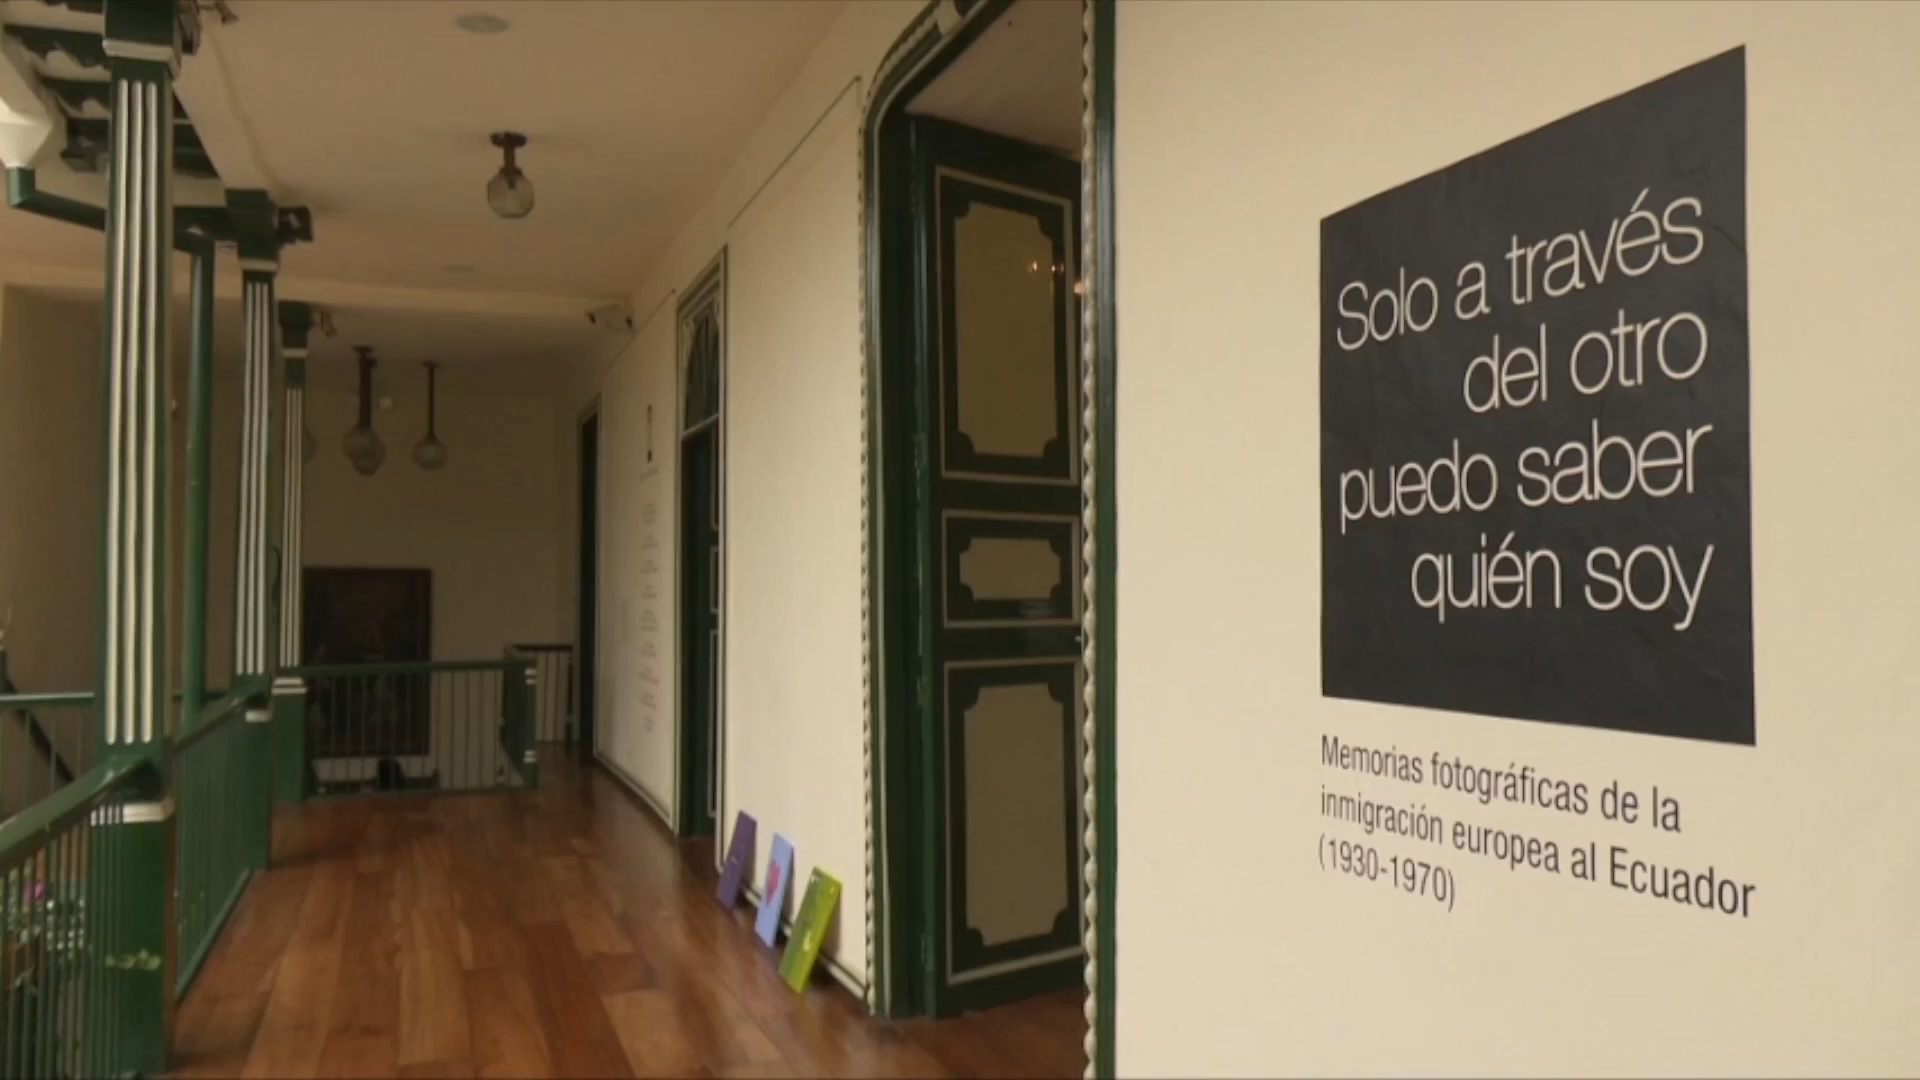 Solo a través
del otro
puedo saber
quién soy
Memorias fotográficas de la
inmigración europea al Ecuador
(1930-1970)